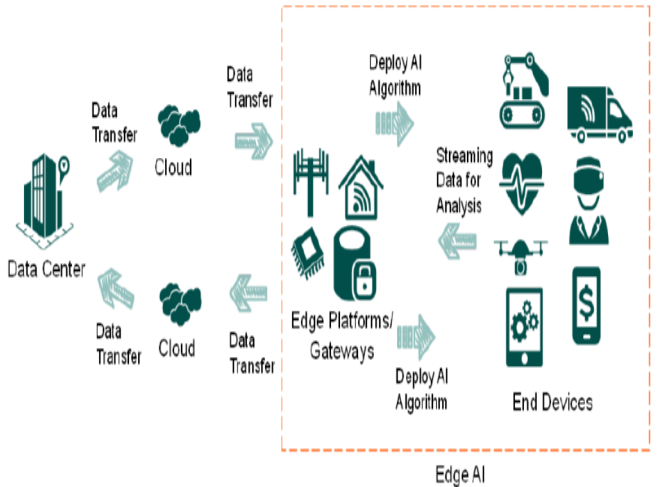 Data
Transfer
Cloud
Data
Transfer
Deploy AI
Algorithm
Streaming
Data for
Analysis
Data Center
Data
Transfer
Cloud
Data
Transfer
Edge Platforms/
Gateways
Deploy AI
Algorithm
$
End Devices
Edge AI